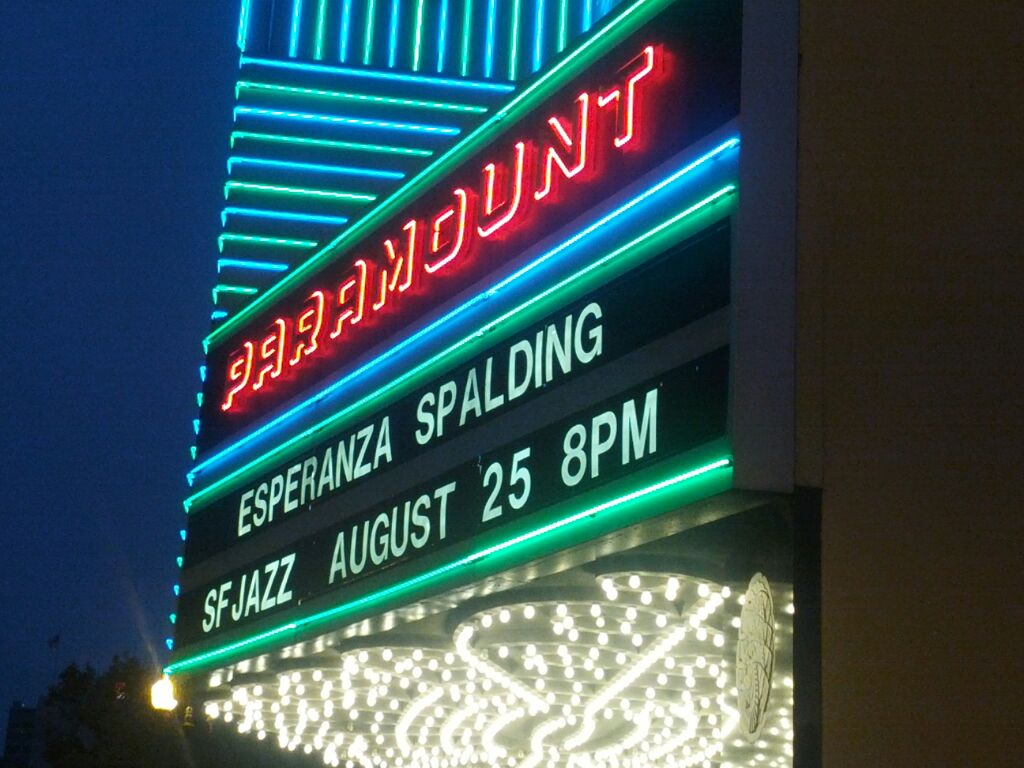 PARAMOUNT
ESPERANZA SPALDING
SFJAZZ AUGUST 25 8PM